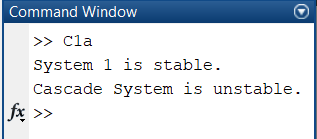 Command Window
>> C1a
System 1 is stable.
Cascade System is unstable.
fx >>